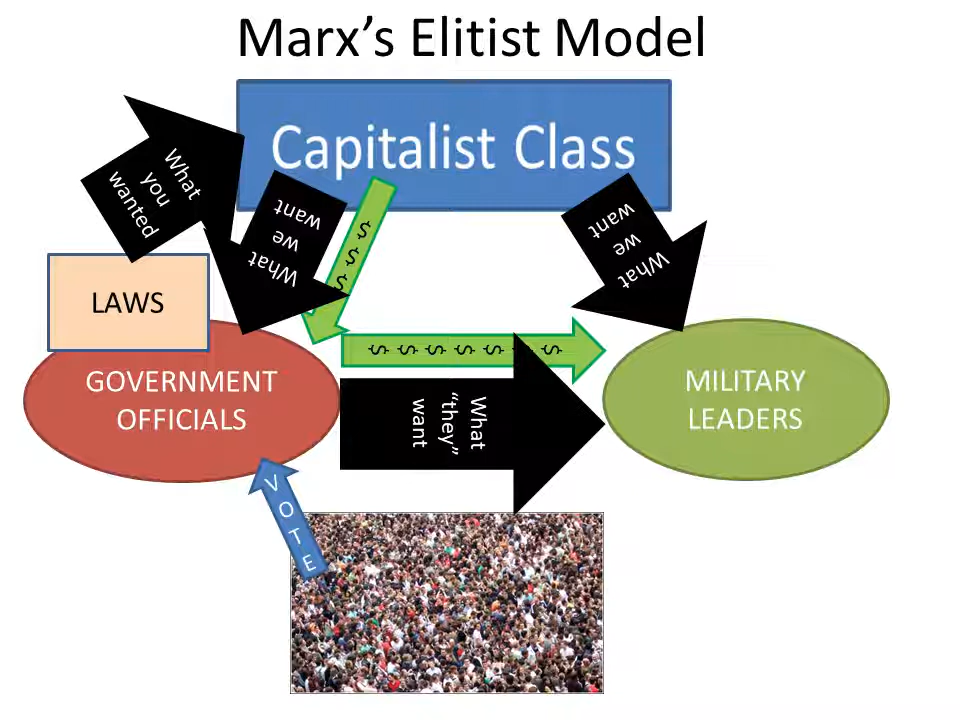 Marx’s Elitist Model
Capitalist Class
What
you
wanted
What
we
want
$ $ $
What
we
want
LAWS
$ $ $ $ $ $ $
GOVERNMENT
OFFICIALS
What
“they”
want
MILITARY
LEADERS
VOTE